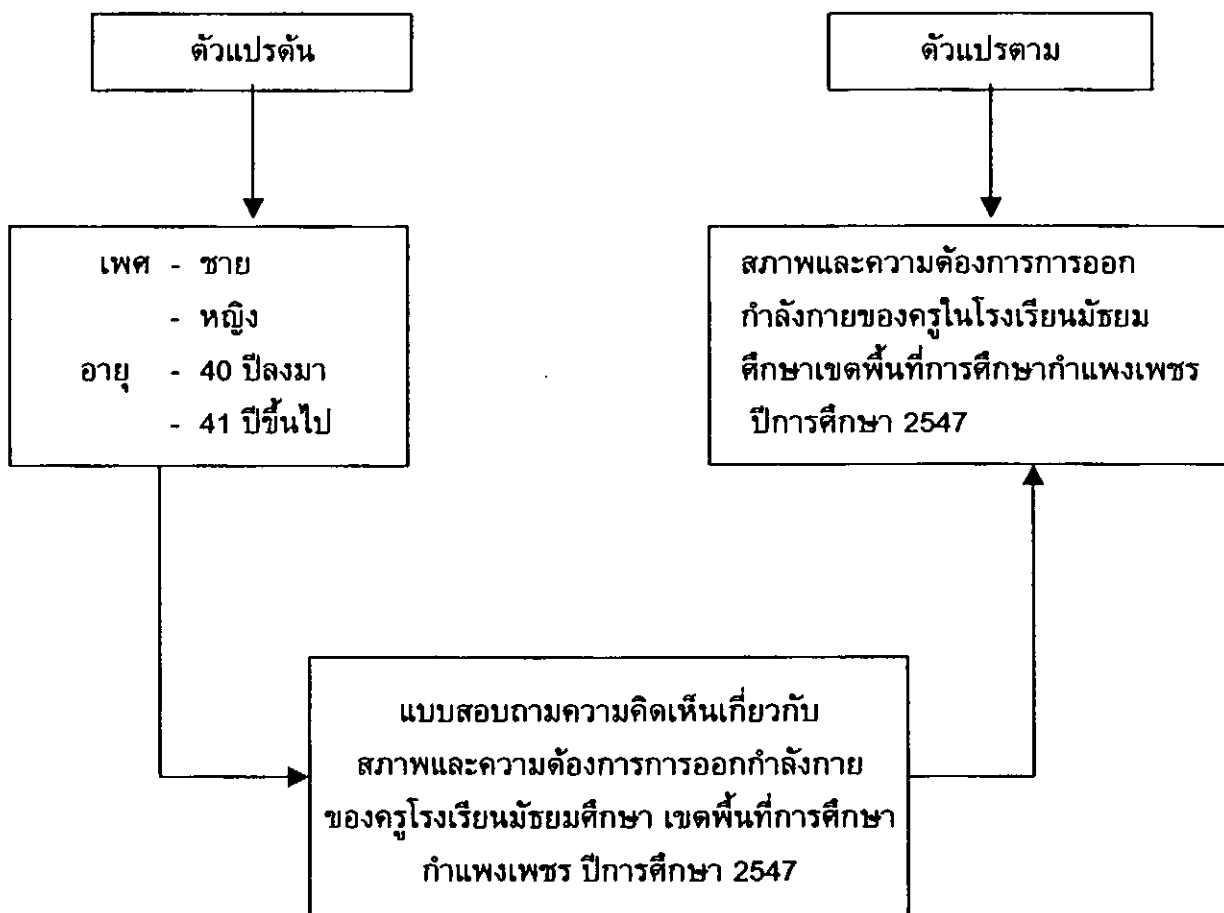 ตัวแปรต้น
ตัวแปรตาม
เพศ - ชาย
- หญิง
อายุ - 40 ปีลงมา
- 41 ปีขึ้นไป
สภาพและความต้องการการออก
กำลังกายของครูในโรงเรียนมัธยม
ศึกษาเขตพื้นที่การศึกษากำแพงเพชร
ปีการศึกษา 2547
แบบสอบถามความคิดเห็นเกี่ยวกับ
สภาพและความต้องการการออกกำลังกาย
ของครูโรงเรียนมัธยมศึกษา เขตพื้นที่การศึกษา
กำแพงเพชร ปีการศึกษา 2547